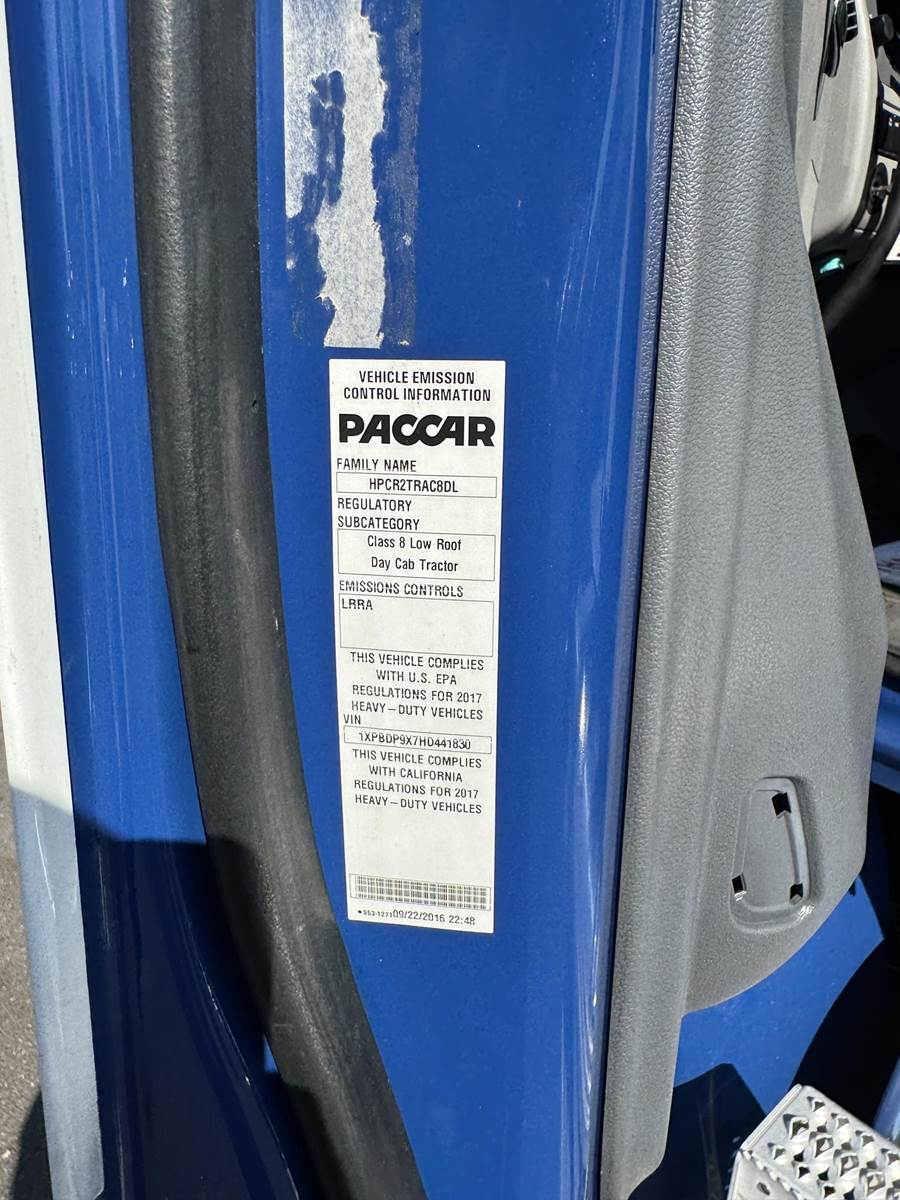 VEHICLE EMISSION
CONTROL INFORMATION
PACCAR
FAMILY NAME
HPCR2TRAC8DL
REGULATORY
SUBCATEGORY
Class 8 Low Roof
Day Cab Tractor
EMISSIONS CONTROLS
LRRA
THIS VEHICLE COMPLIES
WITH U.S. EPA
REGULATIONS FOR 2017
HEAVY–DUTY VEHICLES
VIN
1XPBDP9X7HD441830
THIS VEHICLE COMPLIES
WITH CALIFORNIA
REGULATIONS FOR 2017
HEAVY–DUTY VEHICLES
S53-1271 09/22/2016 22:48